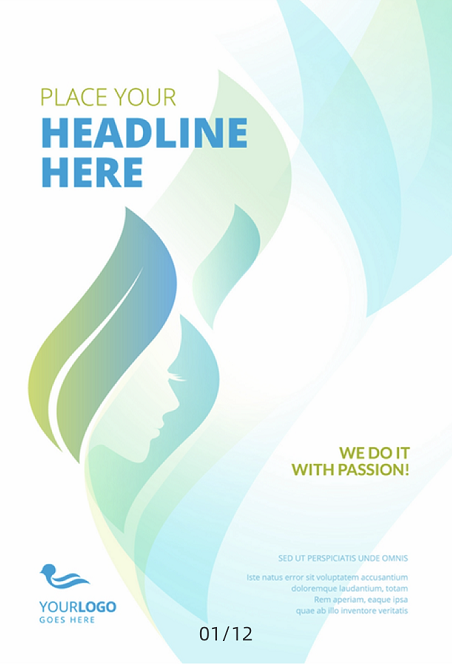 PLACE YOUR
HEADLINE
HERE
WE DO IT
WITH PASSION!
SED UT PERSPICIATIS UNDE OMNIS
Iste natus error sit voluptatem accusantium
doloremque laudantium, totam
Rem aperiam, eaque ipsa
quae ab illo inventore veritatis
YOURLOGO
GOES HERE
01/12